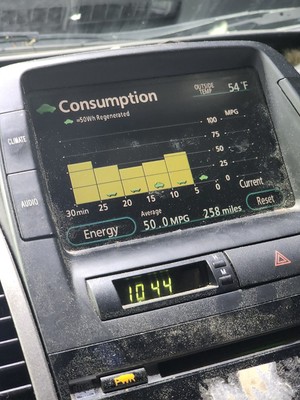 Consumption
OUTSIDE TEMP 54°F
=50Wh Regenerated
MPG
100
75
50
25
0
30min 25 20 15 10 5 0
Current
Average
Energy
50.0 MPG 258 miles
Reset
CLIMATE
AUDIO
10 44
M